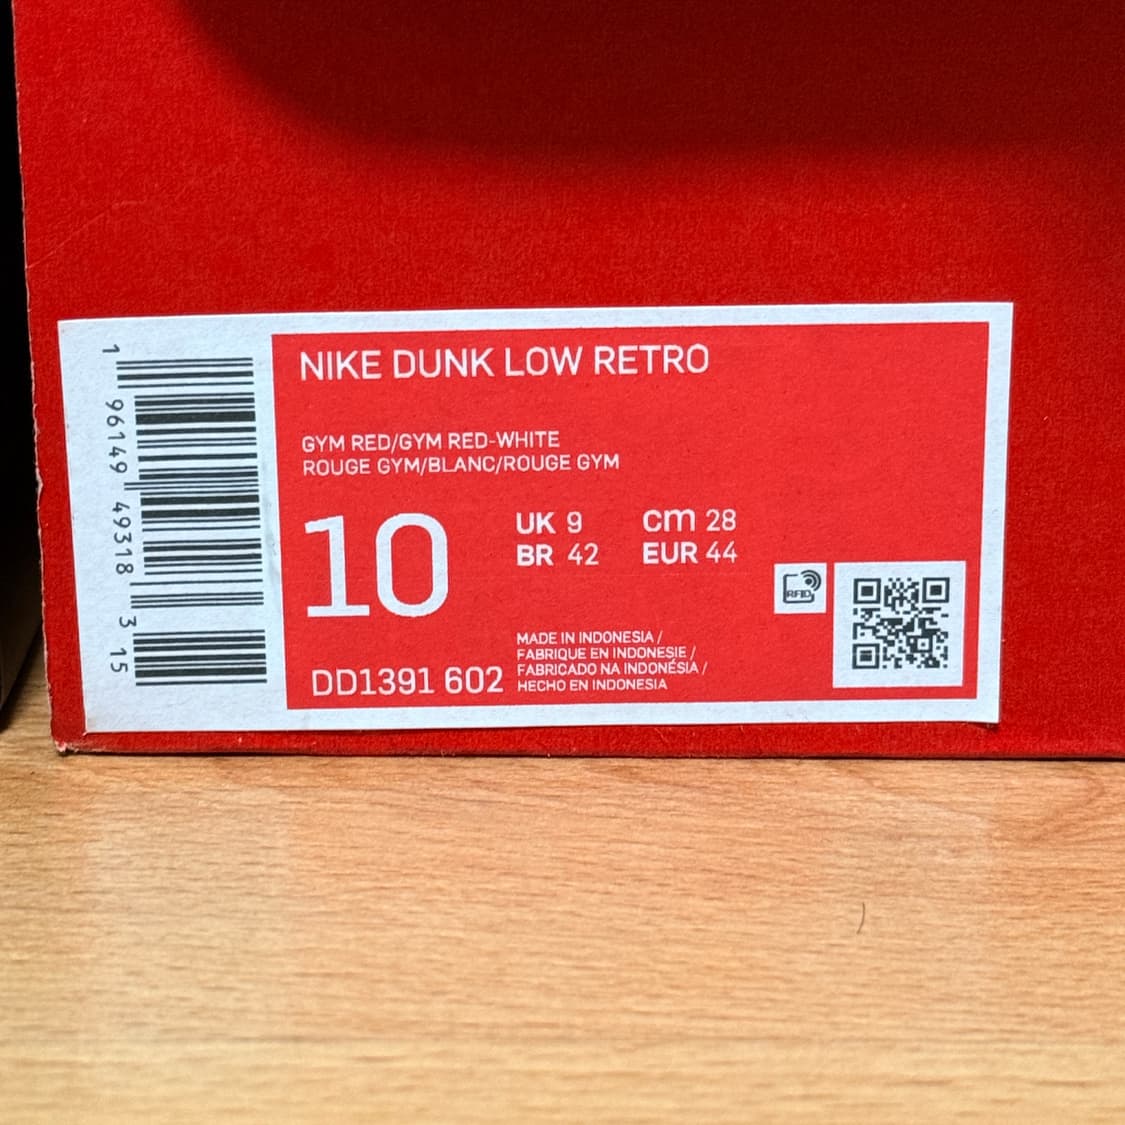 1 96149 49318 3 15
NIKE DUNK LOW RETRO
GYM RED/GYM RED-WHITE
ROUGE GYM/BLANC/ROUGE GYM
10
UK 9 cm 28
BR 42 EUR 44
RFID
DD1391 602
MADE IN INDONESIA /
FABRIQUE EN INDONESIE /
FABRICADO NA INDONÉSIA /
HECHO EN INDONESIA